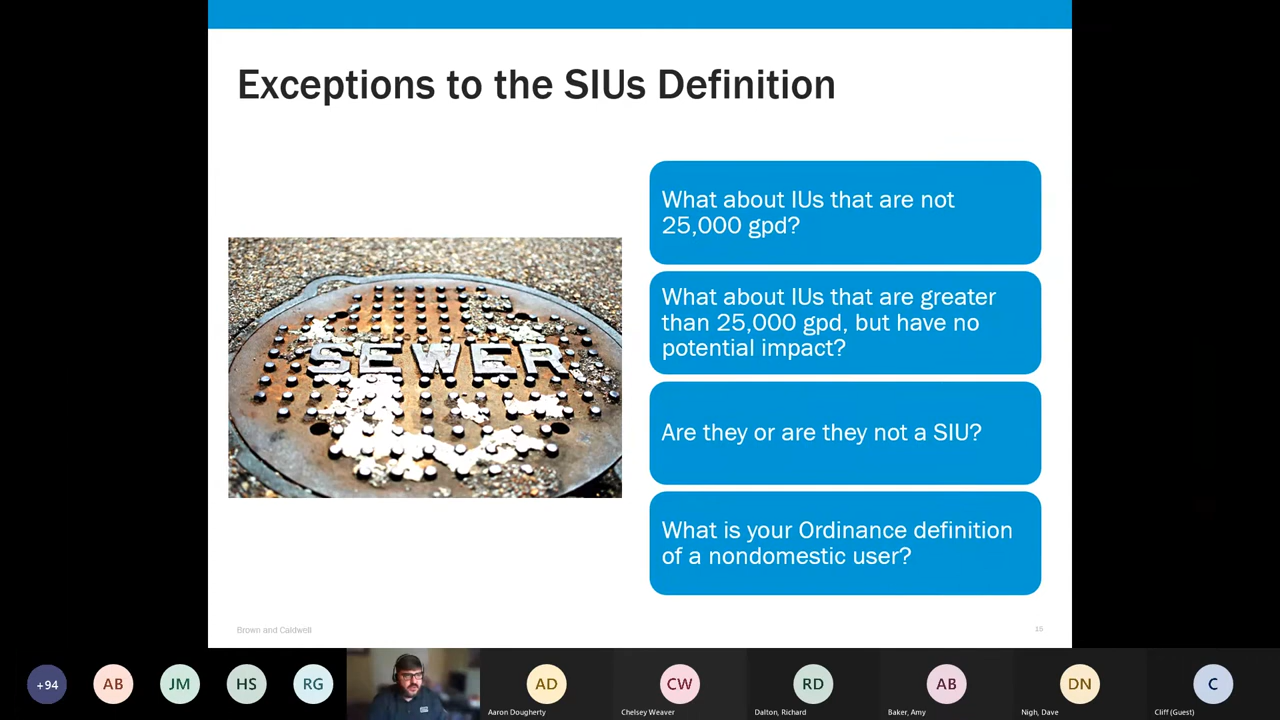 Exceptions to the SIUs Definition
What about IUs that are not
25,000 gpd?
SEWER
What about IUs that are greater
than 25,000 gpd, but have no
potential impact?
Are they or are they not a SIU?
What is your Ordinance definition
of a nondomestic user?
Brown and Caldwell
15
+94
AB
JM
HS
RG
AD
Aaron Dougherty
CW
Chelsey Weaver
RD
Dalton, Richard
AB
Baker, Amy
DN
Nigh, Dave
C
Cliff (Guest)